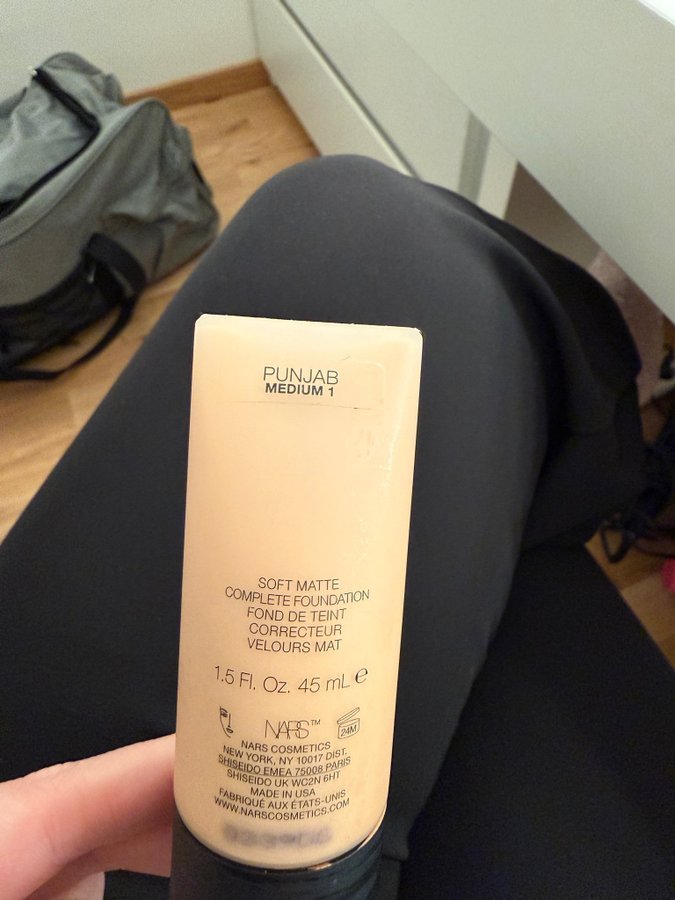 PUNJAB
MEDIUM 1
SOFT MATTE
COMPLETE FOUNDATION
FOND DE TEINT
CORRECTEUR
VELOURS MAT
1.5 Fl. Oz. 45 mL ℮
NARS™
24M
NARS COSMETICS
NEW YORK, NY 10017 DIST.
SHISEIDO EMEA 75008 PARIS
SHISEIDO UK WC2N 6HT
MADE IN USA
FABRIQUÉ AUX ÉTATS-UNIS
WWW.NARSCOSMETICS.COM